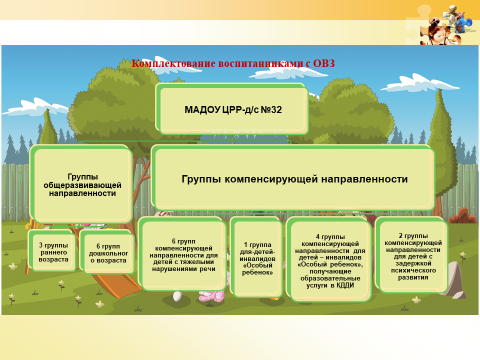 Комплектование воспитанниками с ОВЗ
МАДОУ ЦРР-д/с №32
Группы
общеразвивающей
направленности
Группы компенсирующей направленности
3 группы
раннего
возраста
6 групп
дошкольног
о возраста
6 групп
компенсирующей
направленности для
детей с тяжелыми
нарушениями речи
1 группа
для-детей-
инвалидов
«Особый
ребенок»
4 группы
компенсирующей
направленности для
детей – инвалидов
«Особый ребенок»,
получающие
образовательные
услуги в КДДИ
2 группы
компенсирующей
направленности
для детей с
задержкой
психического
развития